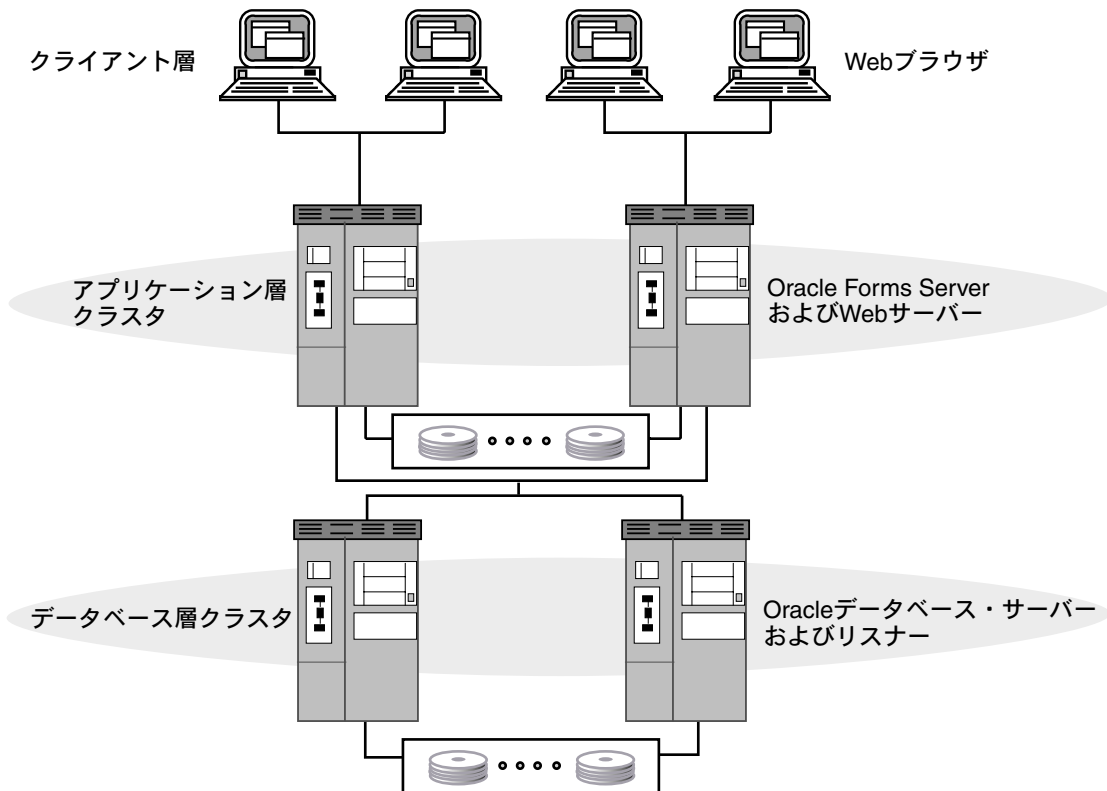 クライアント層
Webブラウザ
アプリケーション層
クラスタ
Oracle Forms Server
およびWebサーバー
データベース層クラスタ
Oracleデータベース・サーバー
およびリスナー